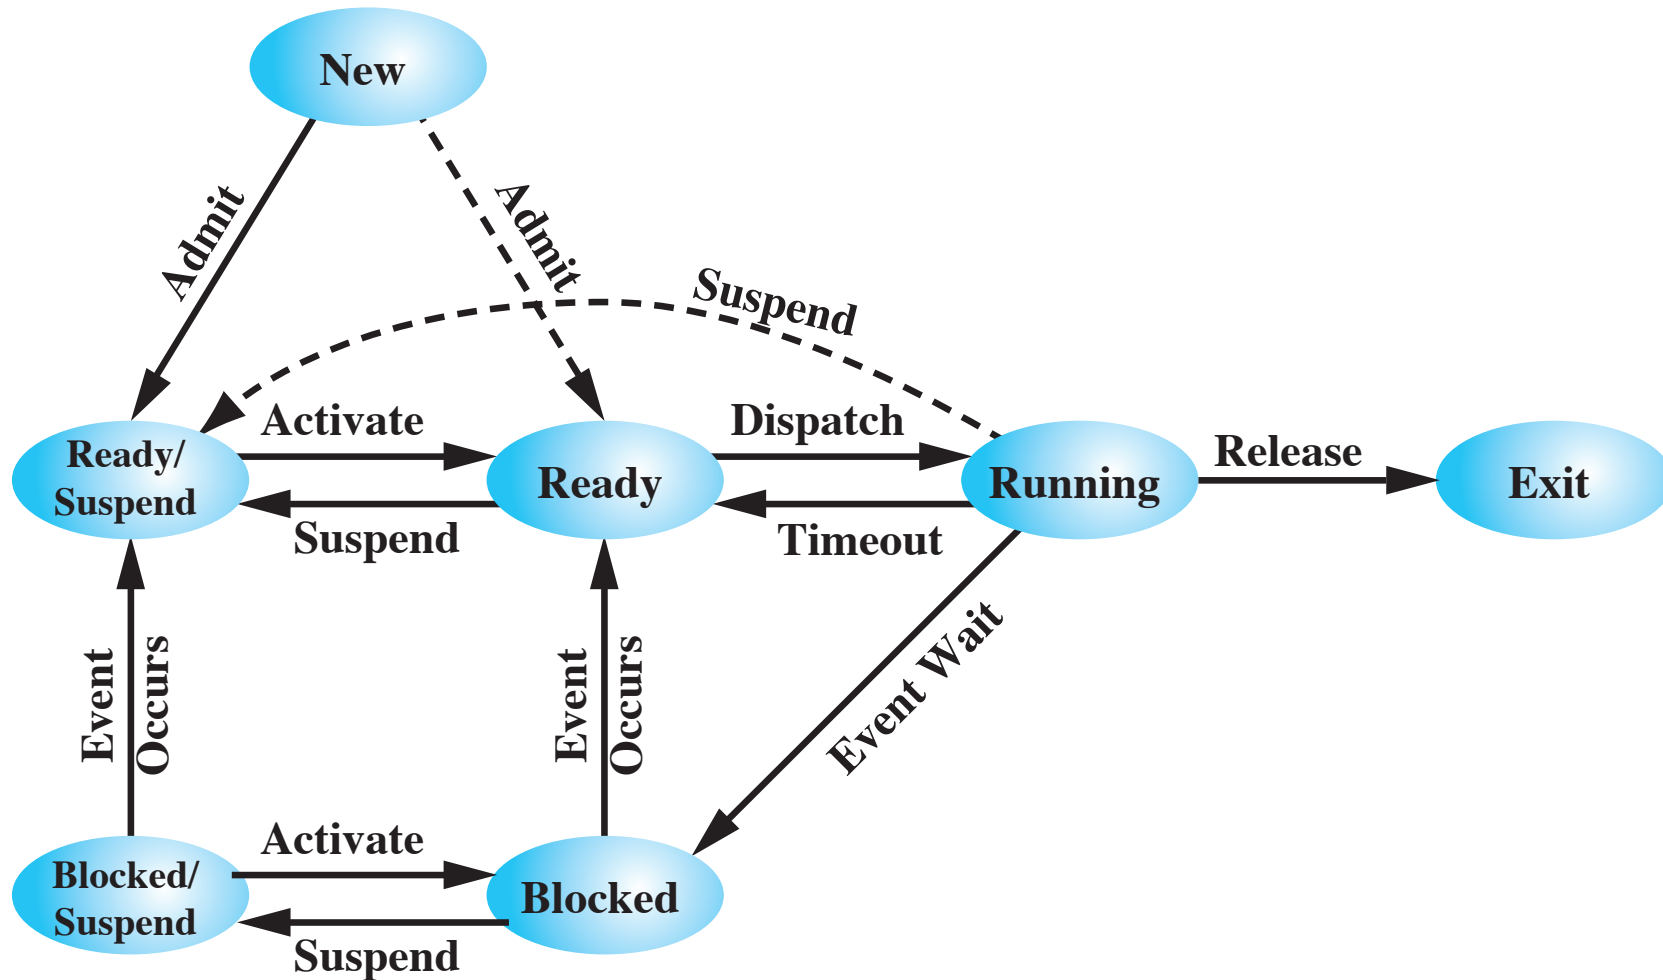 New
Admit
Admit
Suspend
Activate
Dispatch
Release
Ready/
Suspend
Ready
Running
Exit
Suspend
Timeout
Event
Occurs
Event
Occurs
Event Wait
Activate
Blocked/
Suspend
Blocked
Suspend